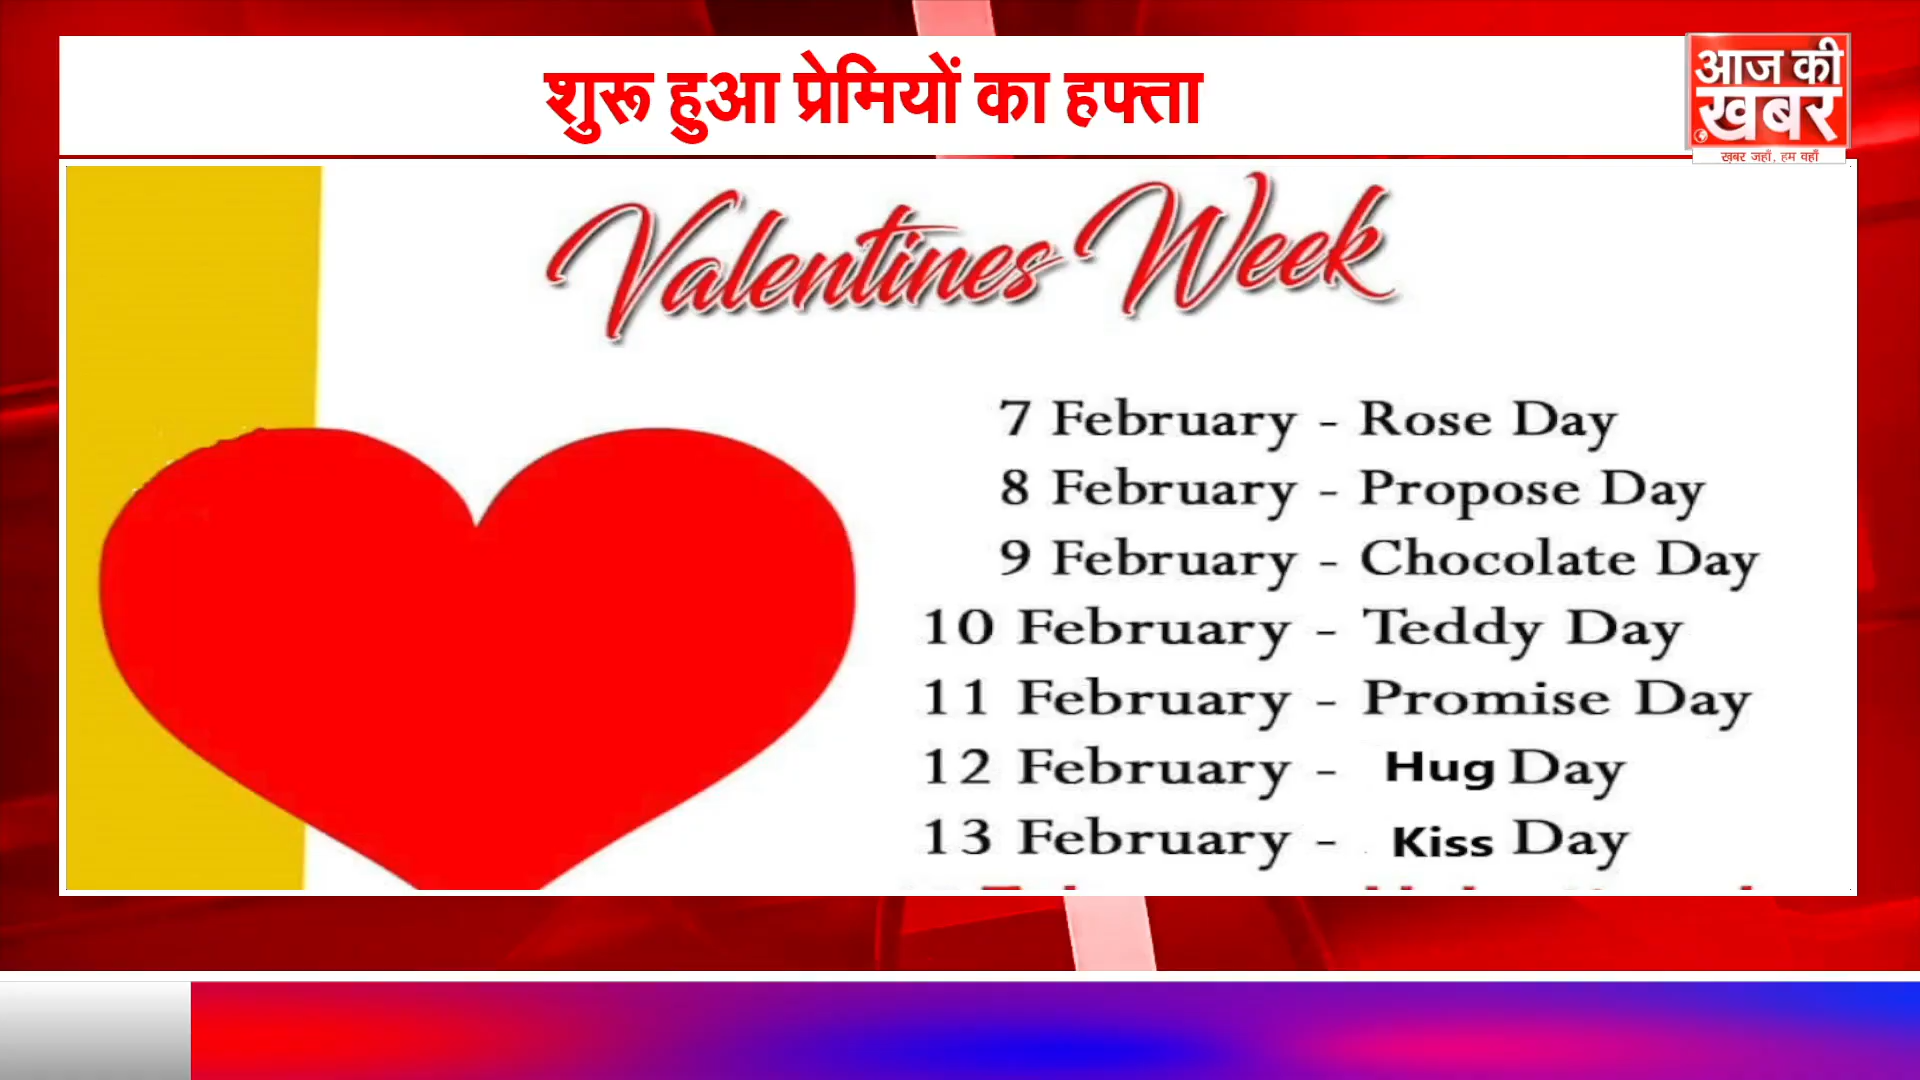 शुरू हुआ प्रेमियों का हफ्ता
आज की
खबर
खबर जहाँ, हम वहाँ
Valentines Week
7 February - Rose Day
8 February - Propose Day
9 February - Chocolate Day
10 February - Teddy Day
11 February - Promise Day
12 February - Hug Day
13 February - Kiss Day